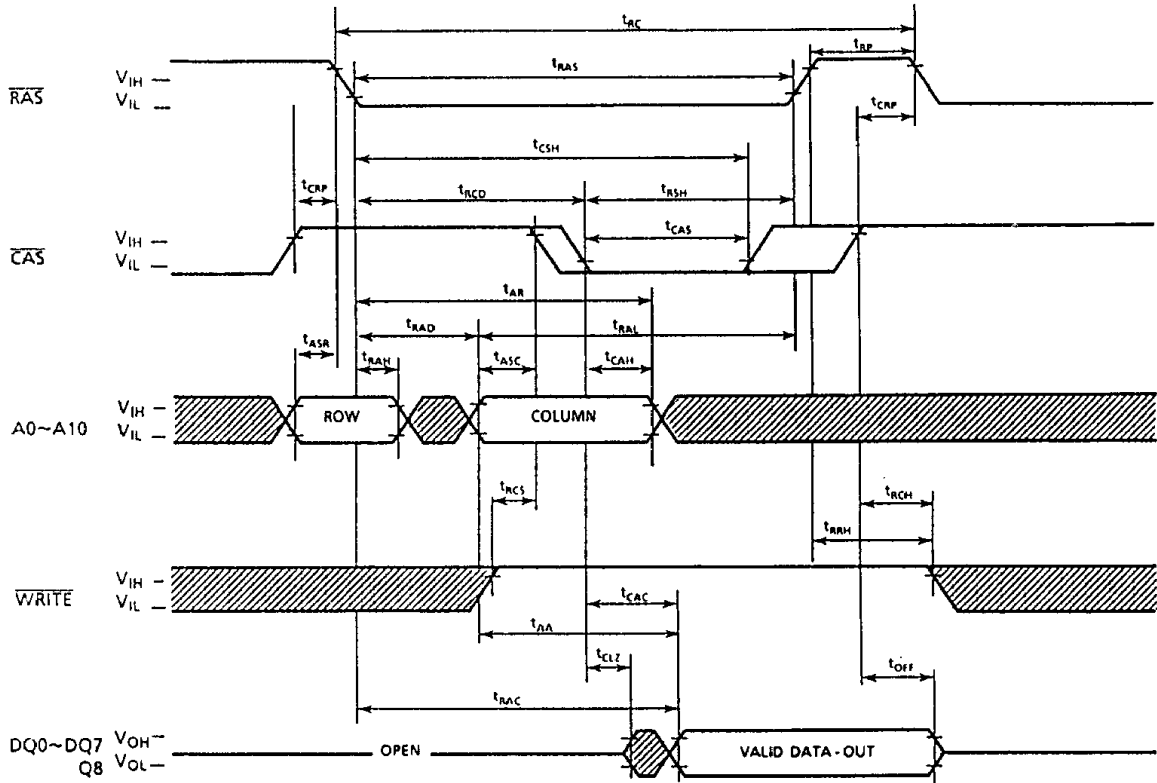 tRC
tRP
tRAS
RAS
VIH
VIL
tCRP
tCSH
tCRP
tRCD
tRSH
tCAS
CAS
VIH
VIL
tAR
tRAD
tRAL
tASR
tRAH
tASC
tCAH
A0~A10
VIH
VIL
ROW
COLUMN
tRCS
tRCH
tRRH
WRITE
VIH
VIL
tCAC
tAA
tCLZ
tOFF
tRAC
DQ0~DQ7
Q8
VOH
VOL
OPEN
VALID DATA-OUT